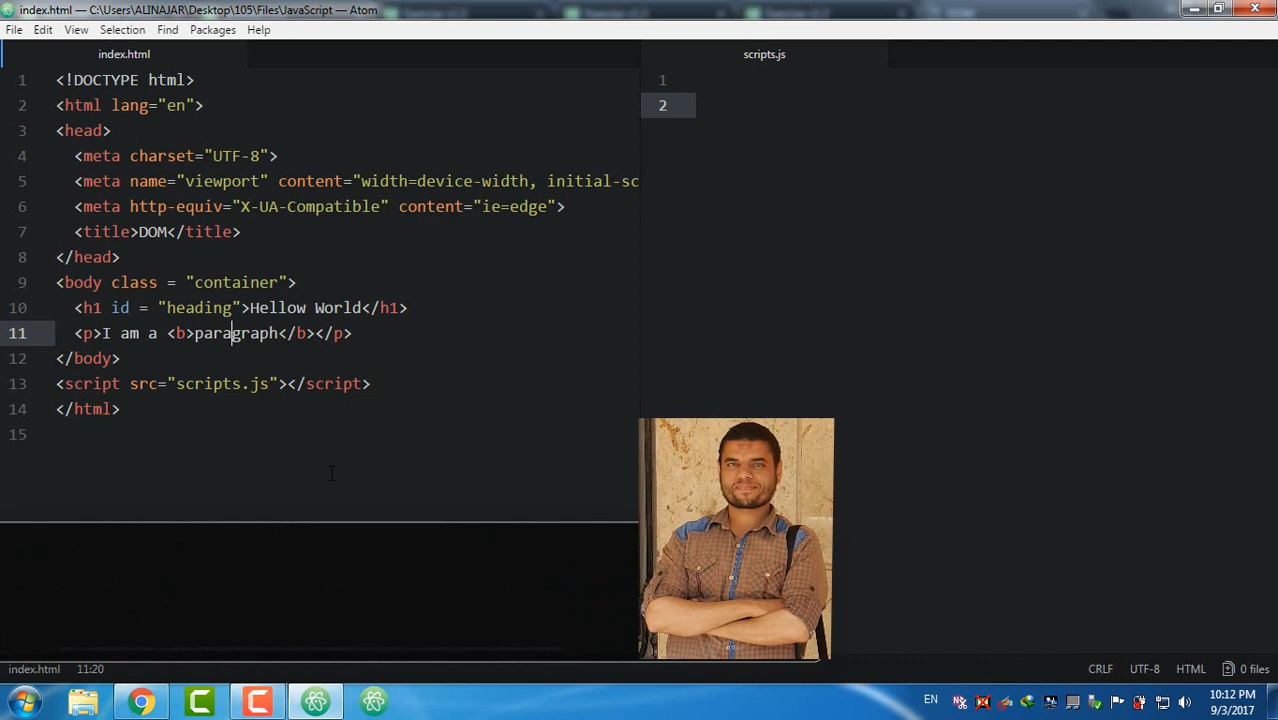 index.html — C:\Users\ALINAJAR\Desktop\105\Files\JavaScript — Atom
File Edit View Selection Find Packages Help
index.html
scripts.js
1 <!DOCTYPE html>
2 <html lang="en">
3 <head>
4 <meta charset="UTF-8">
5 <meta name="viewport" content="width=device-width, initial-sc
6 <meta http-equiv="X-UA-Compatible" content="ie=edge">
7 <title>DOM</title>
8 </head>
9 <body class = "container">
10 <h1 id = "heading">Hellow World</h1>
11 <p>I am a <b>paragraph</b></p>
12 </body>
13 <script src="scripts.js"></script>
14 </html>
15
1
2
index.html 11:20
CRLF UTF-8 HTML 0 files
EN
10:12 PM
9/3/2017